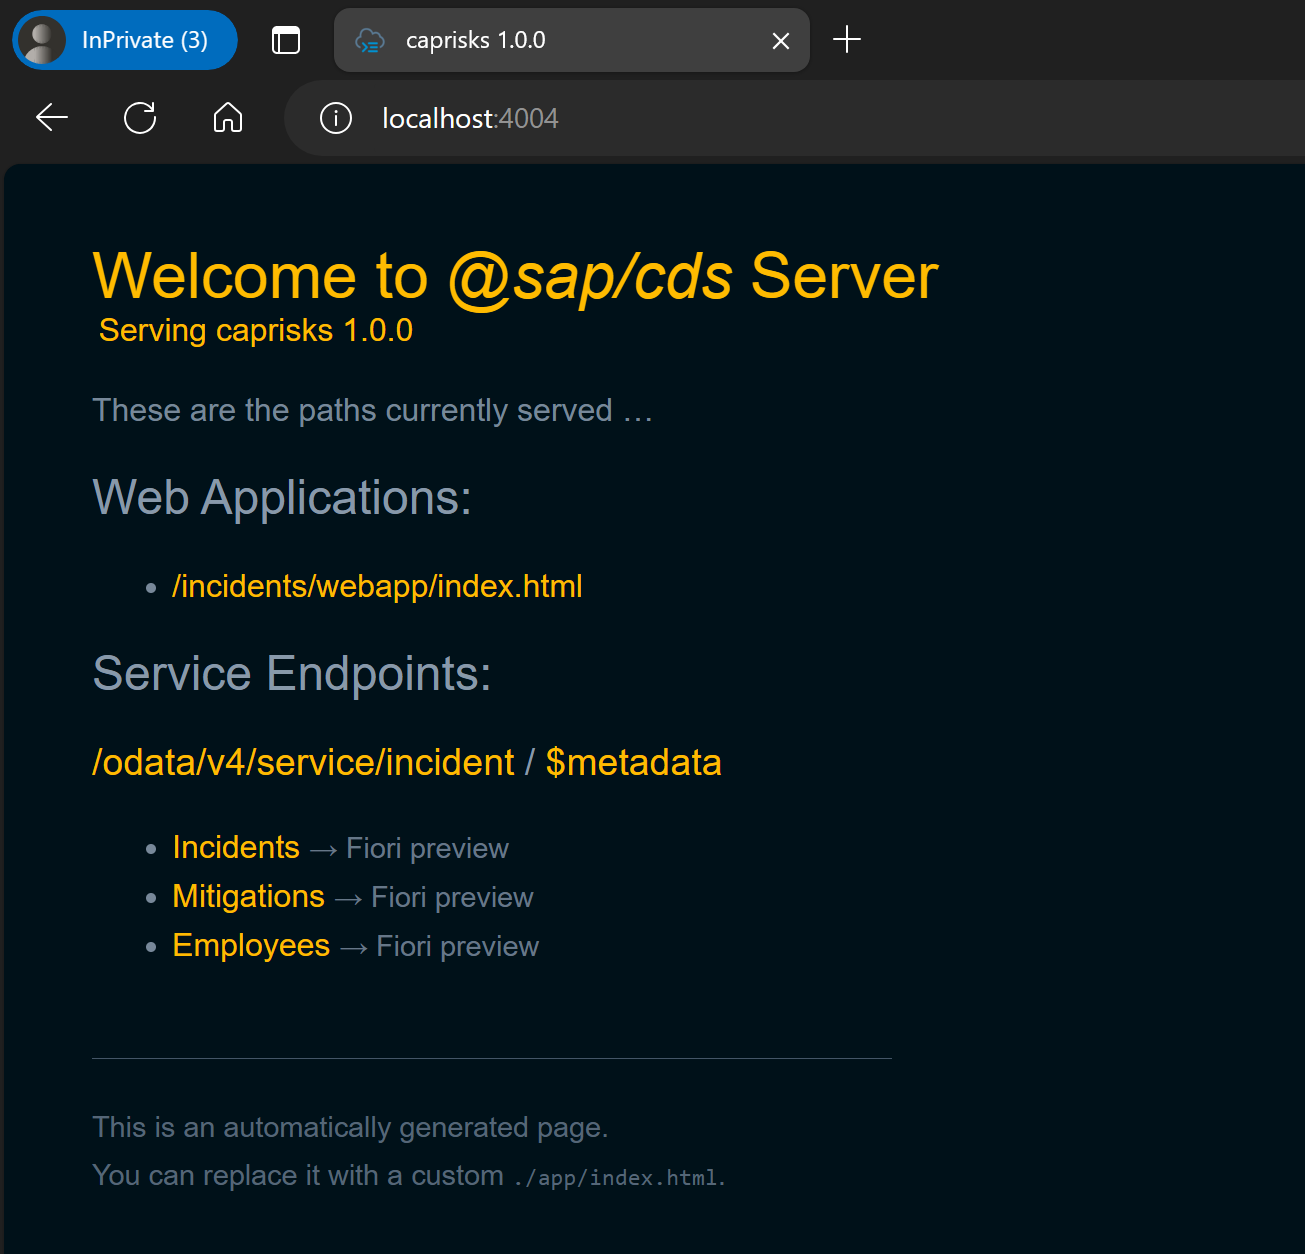 InPrivate (3)
caprisks 1.0.0
localhost:4004
Welcome to @sap/cds Server
Serving caprisks 1.0.0
These are the paths currently served …
Web Applications:
/incidents/webapp/index.html
Service Endpoints:
/odata/v4/service/incident / $metadata
Incidents → Fiori preview
Mitigations → Fiori preview
Employees → Fiori preview
This is an automatically generated page.
You can replace it with a custom ./app/index.html.